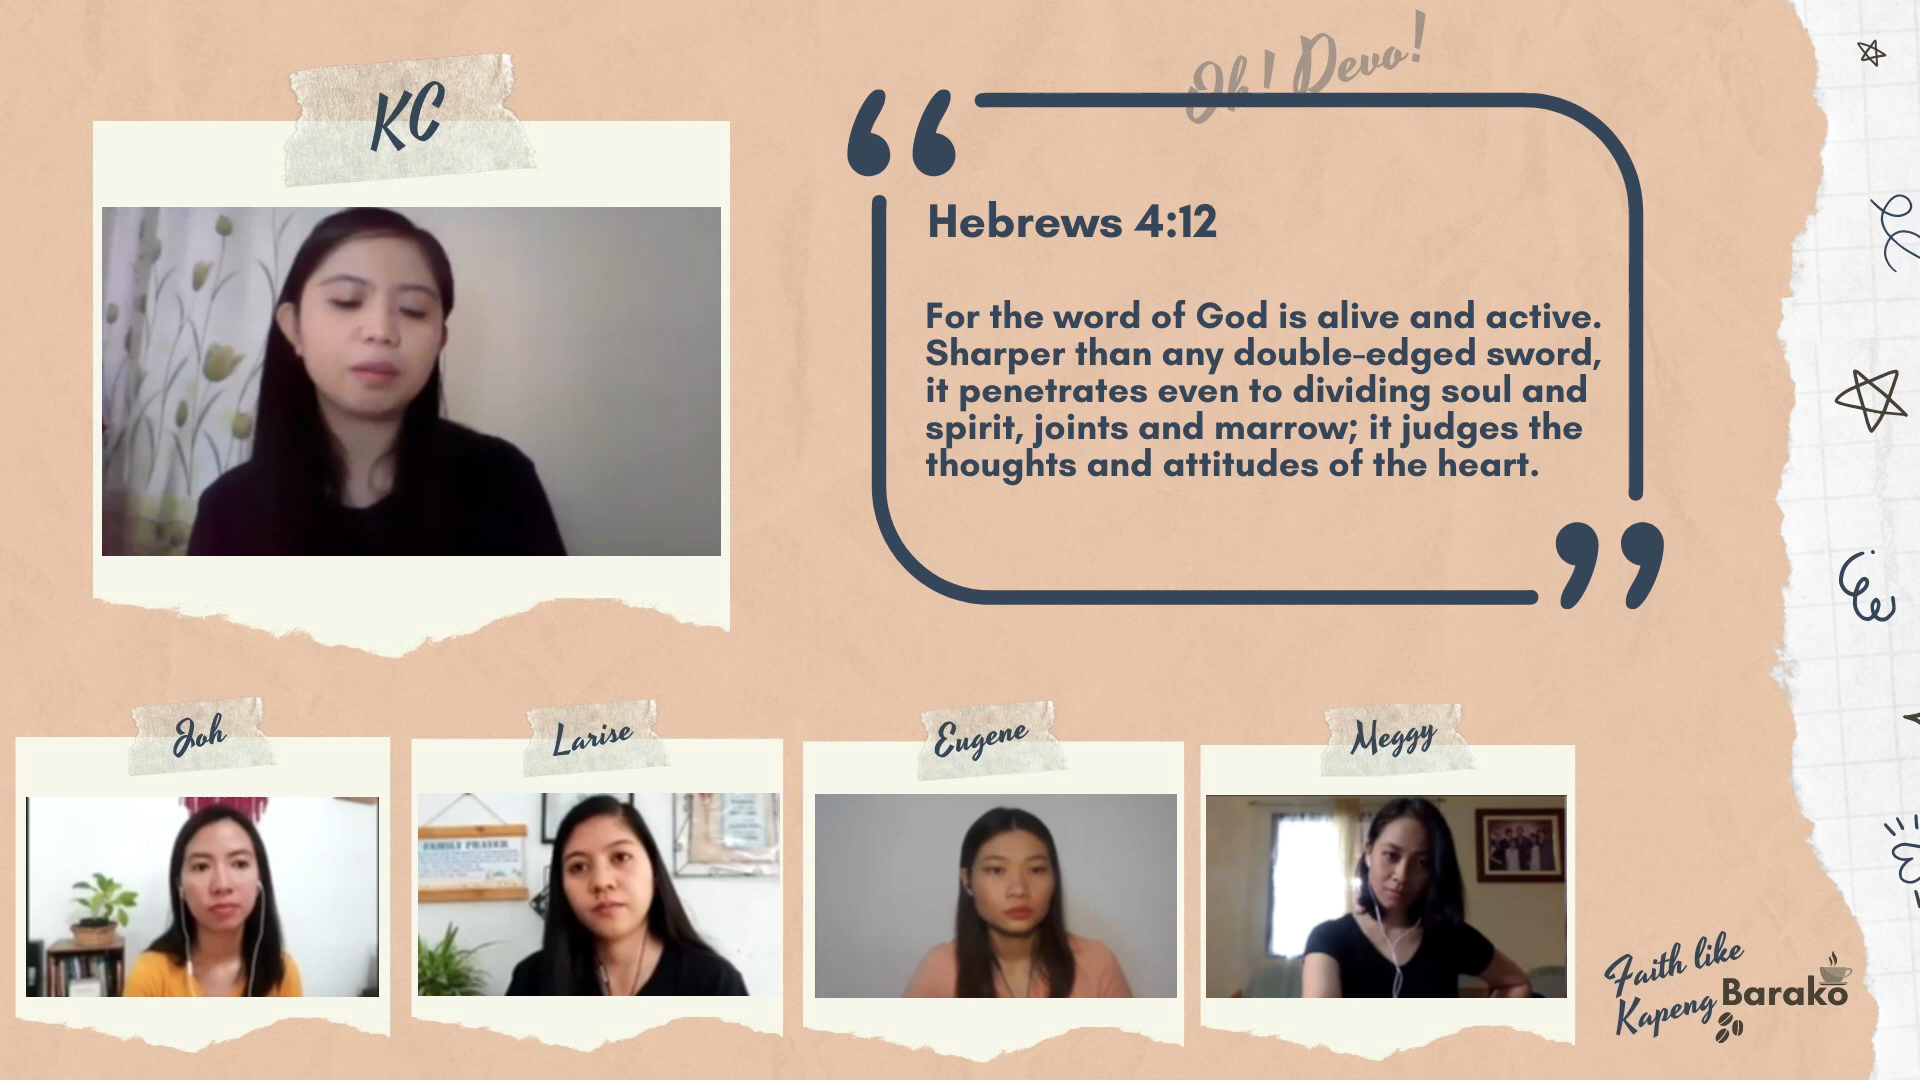 Oh! Devo!
KC
Hebrews 4:12
For the word of God is alive and active.
Sharper than any double-edged sword,
it penetrates even to dividing soul and
spirit, joints and marrow; it judges the
thoughts and attitudes of the heart.
Joh
Larise
Eugene
Meggy
FAMILY PRAYER
Faith like
Kapeng Barako